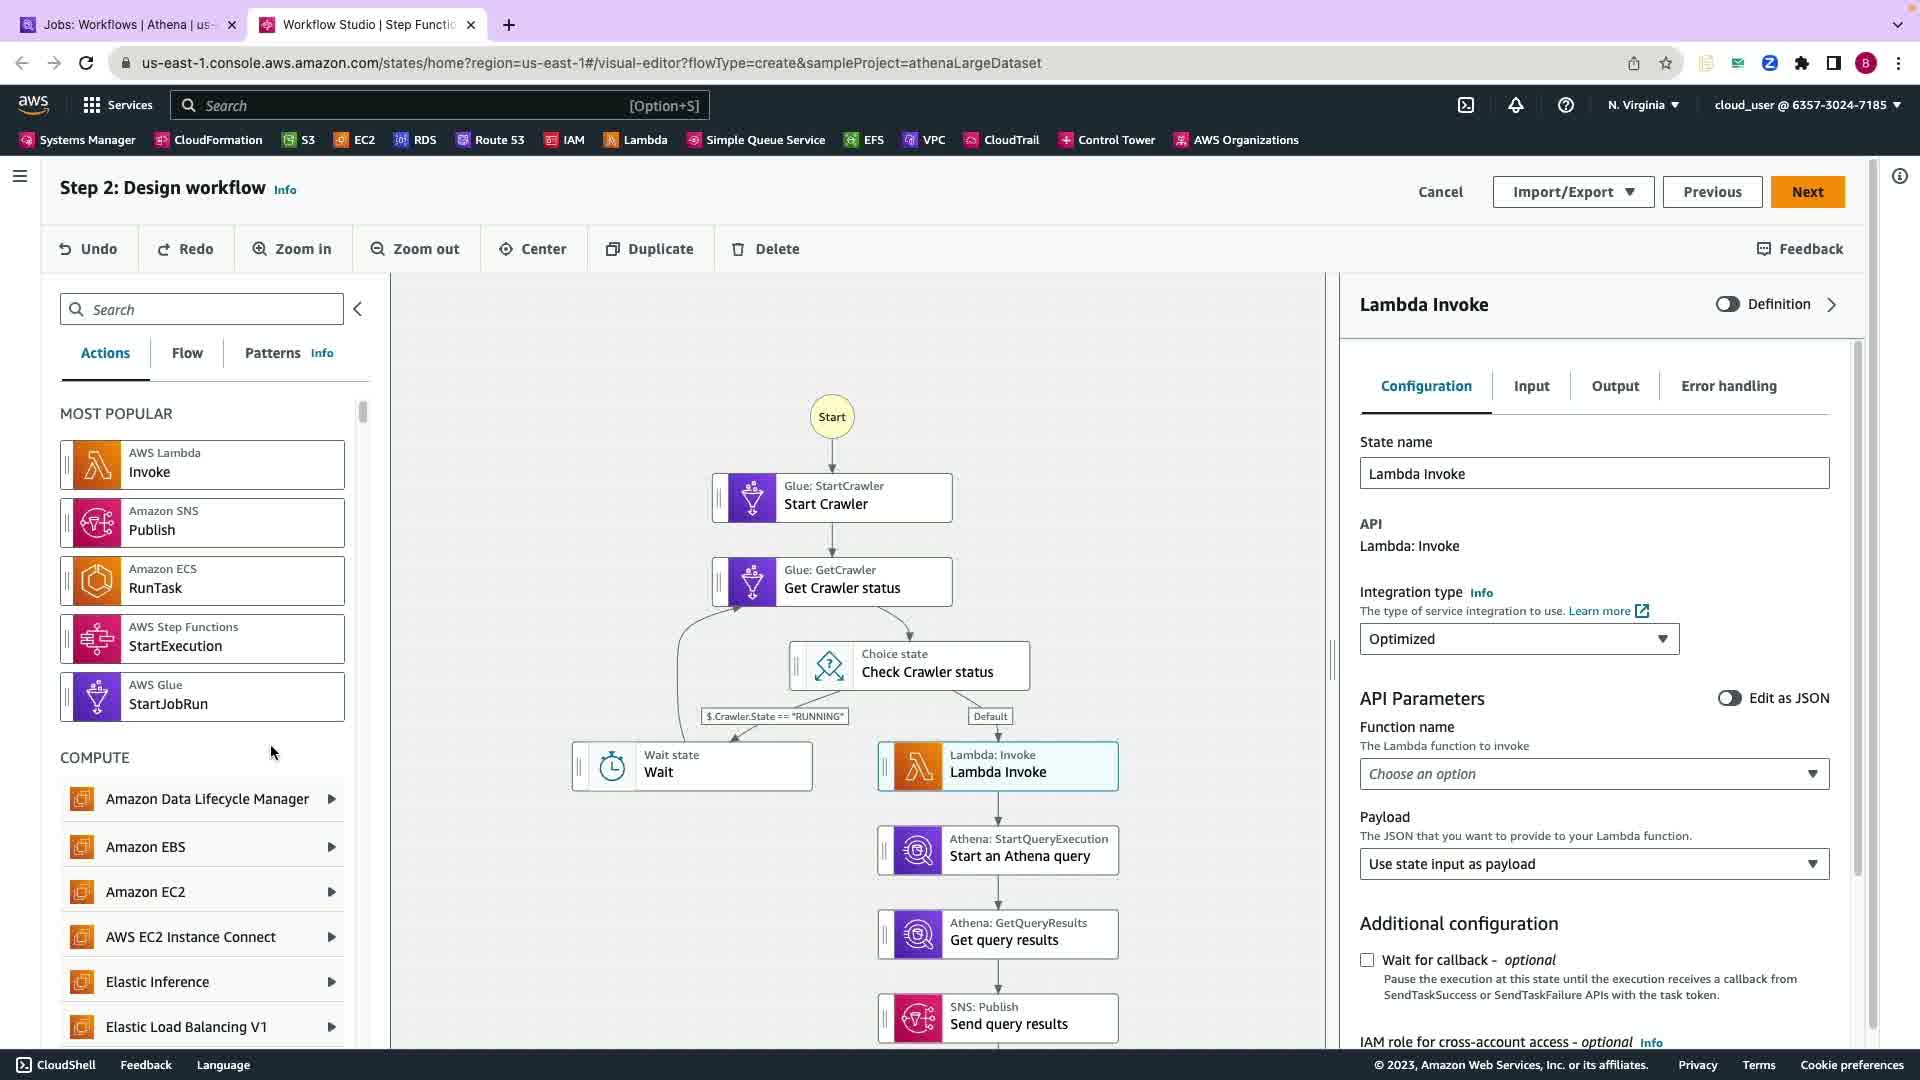 Jobs: Workflows | Athena | us-
Workflow Studio | Step Functio
us-east-1.console.aws.amazon.com/states/home?region=us-east-1#/visual-editor?flowType=create&sampleProject=athenaLargeDataset
B
aws
Services
Search
[Option+S]
N. Virginia
cloud_user @ 6357-3024-7185
Systems Manager
CloudFormation
S3
EC2
RDS
Route 53
IAM
Lambda
Simple Queue Service
EFS
VPC
CloudTrail
Control Tower
AWS Organizations
Step 2: Design workflow Info
Cancel
Import/Export
Previous
Next
Undo
Redo
Zoom in
Zoom out
Center
Duplicate
Delete
Feedback
Search
Actions
Flow
Patterns Info
MOST POPULAR
AWS Lambda
Invoke
Amazon SNS
Publish
Amazon ECS
RunTask
AWS Step Functions
StartExecution
AWS Glue
StartJobRun
COMPUTE
Amazon Data Lifecycle Manager
Amazon EBS
Amazon EC2
AWS EC2 Instance Connect
Elastic Inference
Elastic Load Balancing V1
Start
Glue: StartCrawler
Start Crawler
Glue: GetCrawler
Get Crawler status
Choice state
Check Crawler status
$.Crawler.State == "RUNNING"
Default
Wait state
Wait
Lambda: Invoke
Lambda Invoke
Athena: StartQueryExecution
Start an Athena query
Athena: GetQueryResults
Get query results
SNS: Publish
Send query results
Lambda Invoke
Definition
Configuration
Input
Output
Error handling
State name
Lambda Invoke
API
Lambda: Invoke
Integration type Info
The type of service integration to use. Learn more
Optimized
API Parameters
Edit as JSON
Function name
The Lambda function to invoke
Choose an option
Payload
The JSON that you want to provide to your Lambda function.
Use state input as payload
Additional configuration
Wait for callback - optional
Pause the execution at this state until the execution receives a callback from
SendTaskSuccess or SendTaskFailure APIs with the task token.
IAM role for cross-account access - optional Info
CloudShell
Feedback
Language
© 2023, Amazon Web Services, Inc. or its affiliates.
Privacy
Terms
Cookie preferences